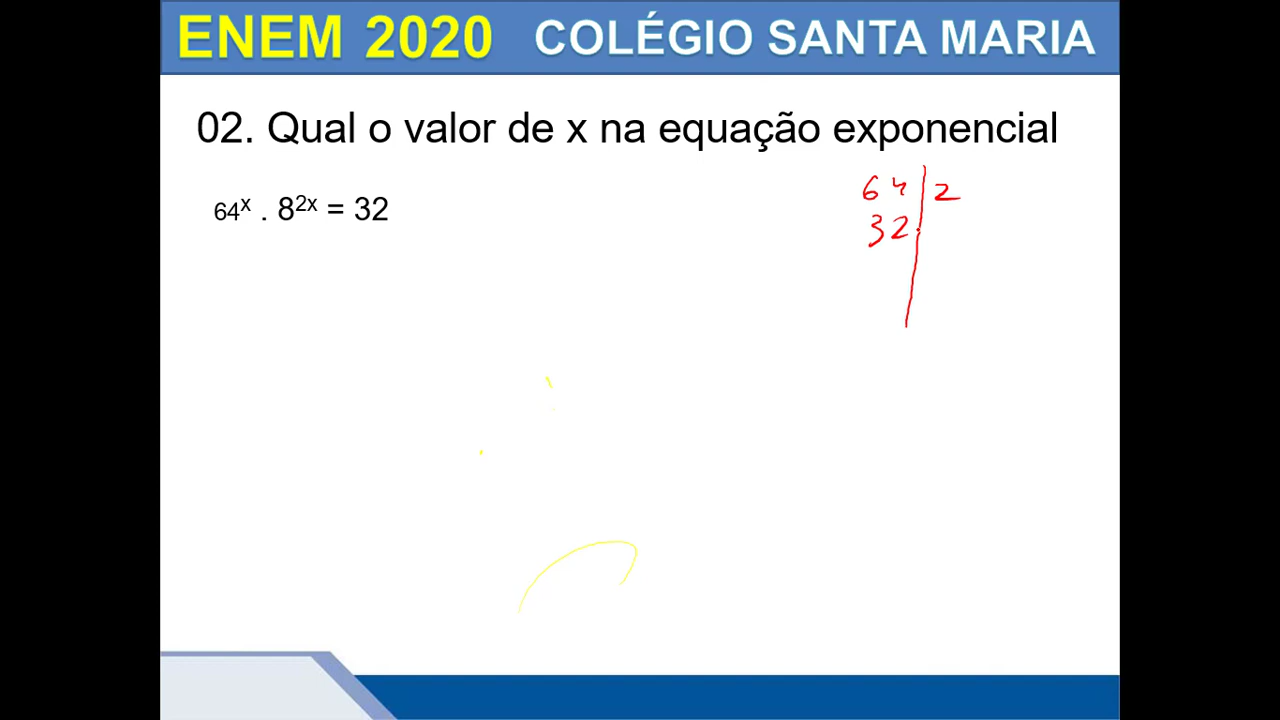 ENEM 2020 COLÉGIO SANTA MARIA
02. Qual o valor de x na equação exponencial
64ˣ . 8²ˣ = 32
64 | 2
32